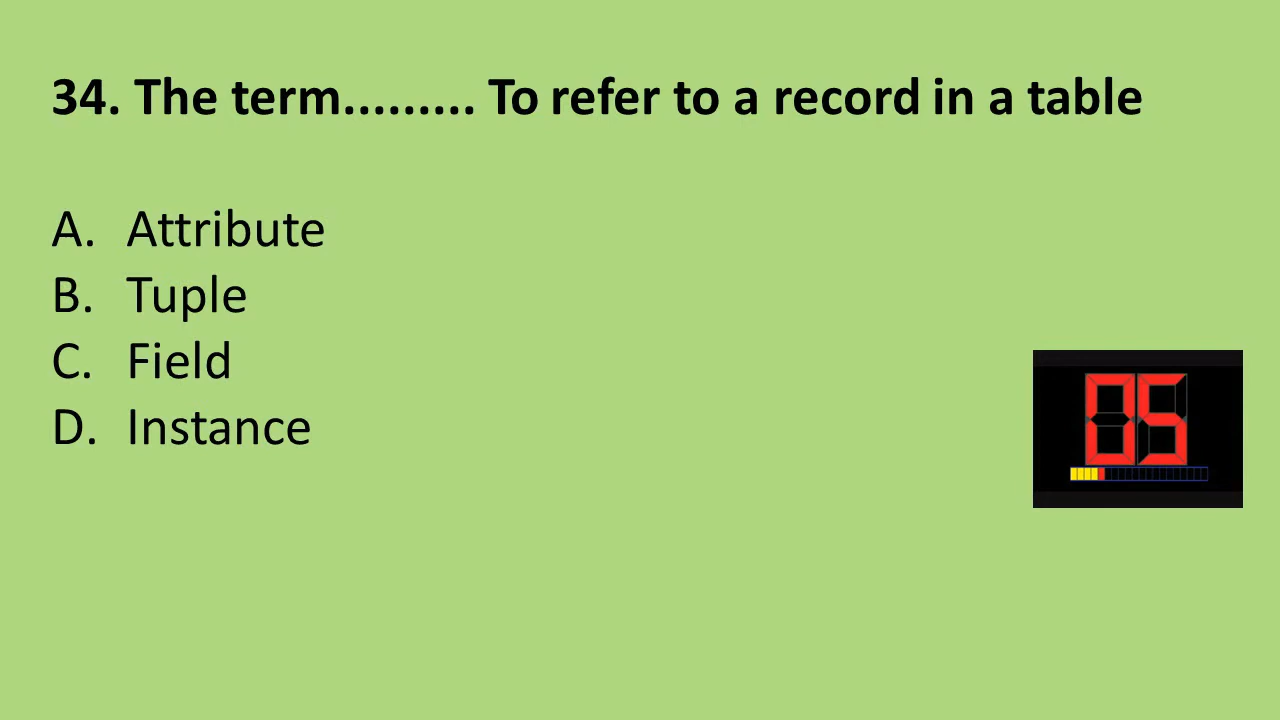 34. The term......... To refer to a record in a table
A. Attribute
B. Tuple
C. Field
D. Instance
05